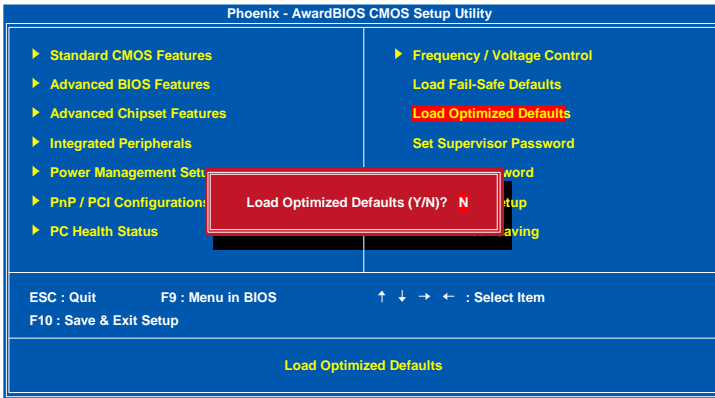 Phoenix - AwardBIOS CMOS Setup Utility
Standard CMOS Features
Advanced BIOS Features
Advanced Chipset Features
Integrated Peripherals
Power Management Setu
PnP / PCI Configurations
PC Health Status
Frequency / Voltage Control
Load Fail-Safe Defaults
Load Optimized Defaults
Set Supervisor Password
word
etup
aving
Load Optimized Defaults (Y/N)? N
ESC : Quit F9 : Menu in BIOS ↑ ↓ → ← : Select Item
F10 : Save & Exit Setup
Load Optimized Defaults